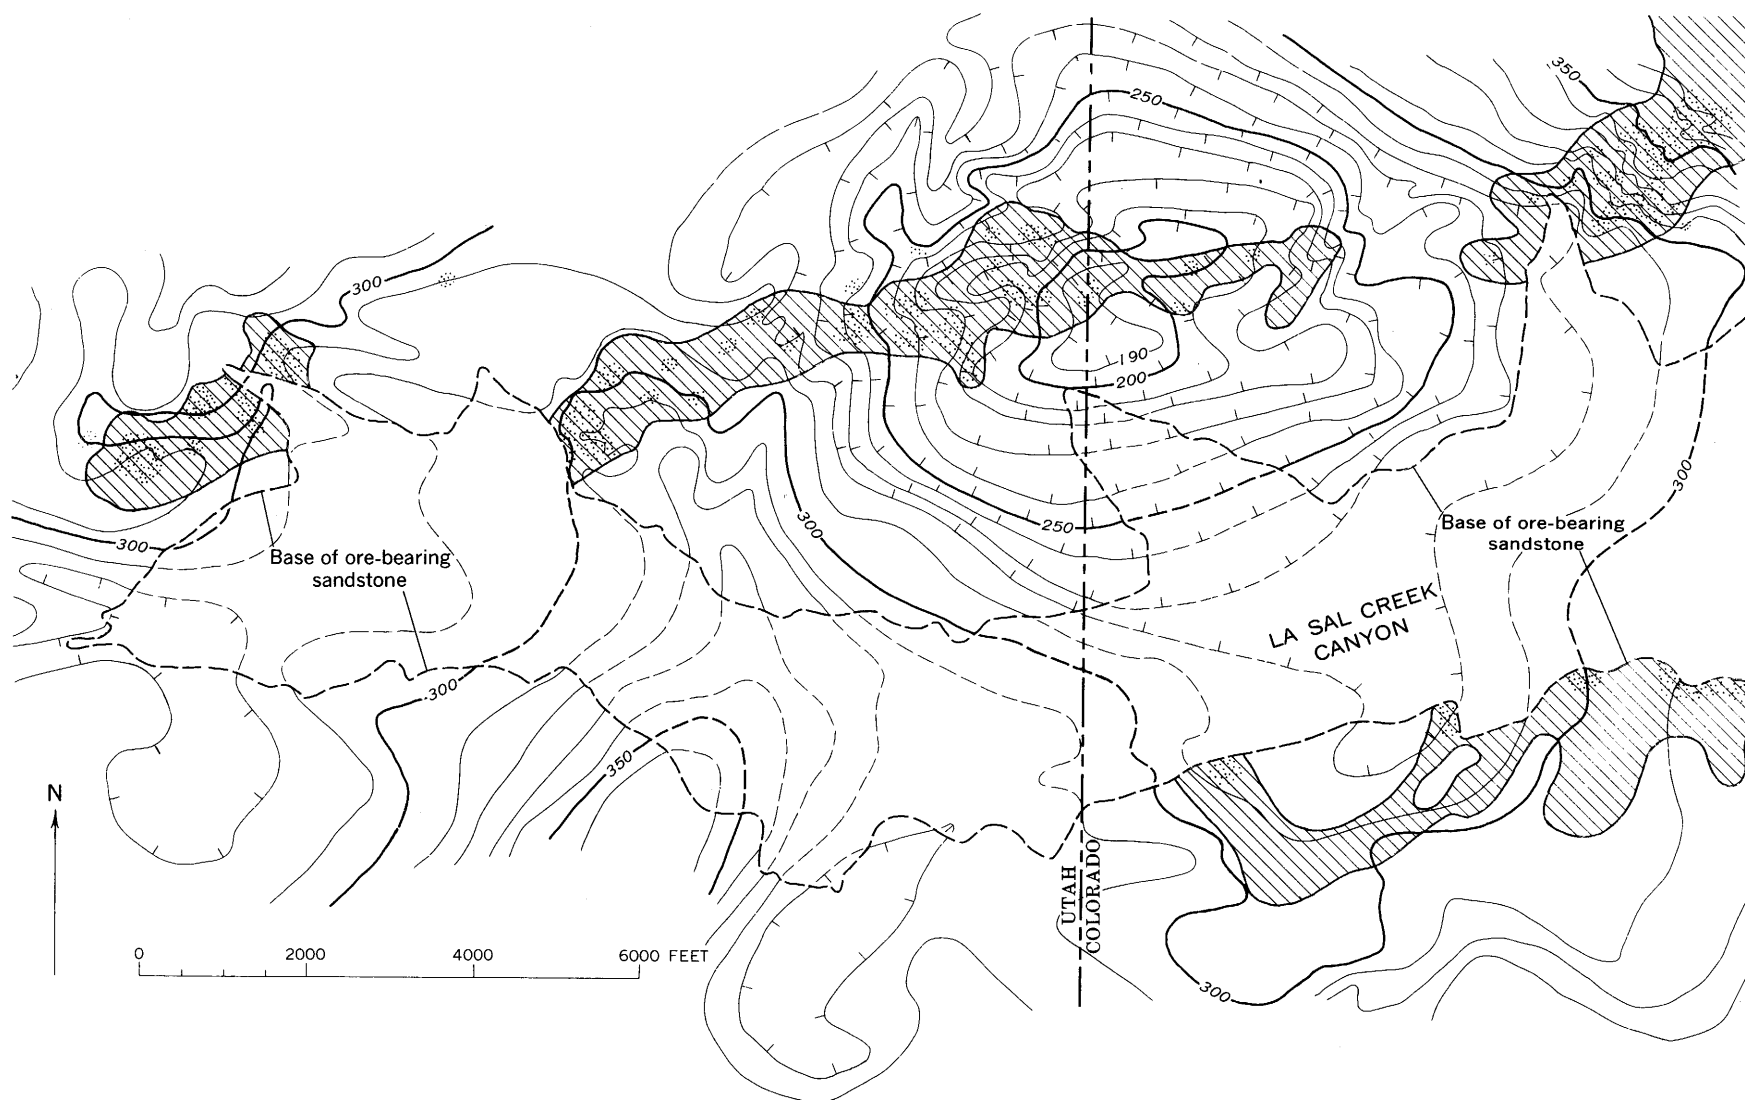 350
250
300
190
200
300
300
250
300
Base of ore-bearing
sandstone
Base of ore-bearing
sandstone
LA SAL CREEK
CANYON
300
350
N
UTAH
COLORADO
0 2000 4000 6000 FEET
300